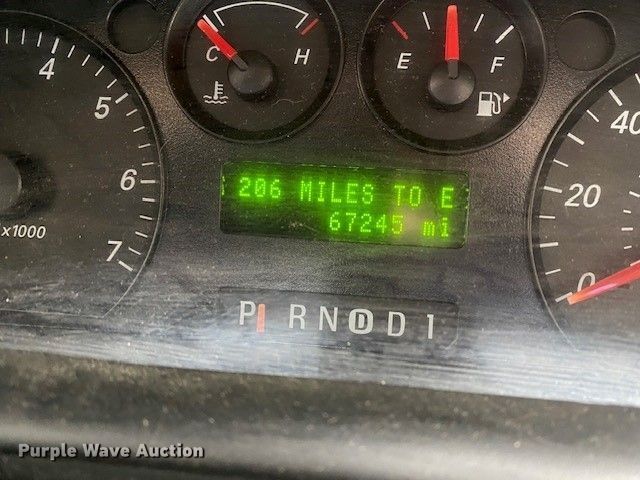 C H
E F
4
5
6
7
x1000
40
20
0
206 MILES TO E
67245 mi
P R N D D 1
Purple Wave Auction